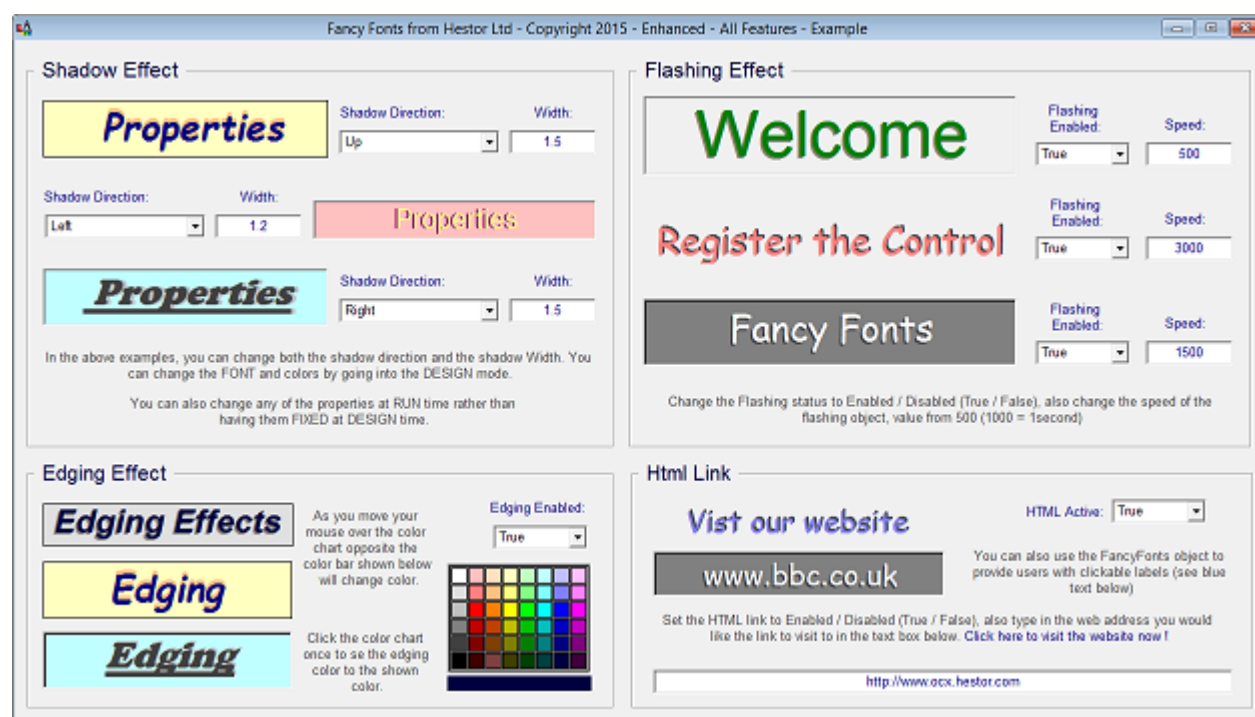 Fancy Fonts from Hestor Ltd - Copyright 2015 - Enhanced - All Features - Example
Shadow Effect
Properties
Shadow Direction:
Width:
Up
1.5
Shadow Direction:
Width:
Left
1.2
Properties
Properties
Shadow Direction:
Width:
Right
1.5
In the above examples, you can change both the shadow direction and the shadow Width. You
can change the FONT and colors by going into the DESIGN mode.
You can also change any of the properties at RUN time rather than
having them FIXED at DESIGN time.
Flashing Effect
Welcome
Flashing
Enabled:
Speed:
True
500
Register the Control
Flashing
Enabled:
Speed:
True
3000
Fancy Fonts
Flashing
Enabled:
Speed:
True
1500
Change the Flashing status to Enabled / Disabled (True / False), also change the speed of the
flashing object, value from 500 (1000 = 1second)
Edging Effect
Edging Effects
Edging
Edging
As you move your
mouse over the color
chart opposite the
color bar shown below
will change color.
Click the color chart
once to se the edging
color to the shown
color.
Edging Enabled:
True
Html Link
Vist our website
HTML Active:
True
www.bbc.co.uk
You can also use the FancyFonts object to
provide users with clickable labels (see blue
text below)
Set the HTML link to Enabled / Disabled (True / False), also type in the web address you would
like the link to visit to in the text box below. Click here to visit the website now !
http://www.ocx.hestor.com